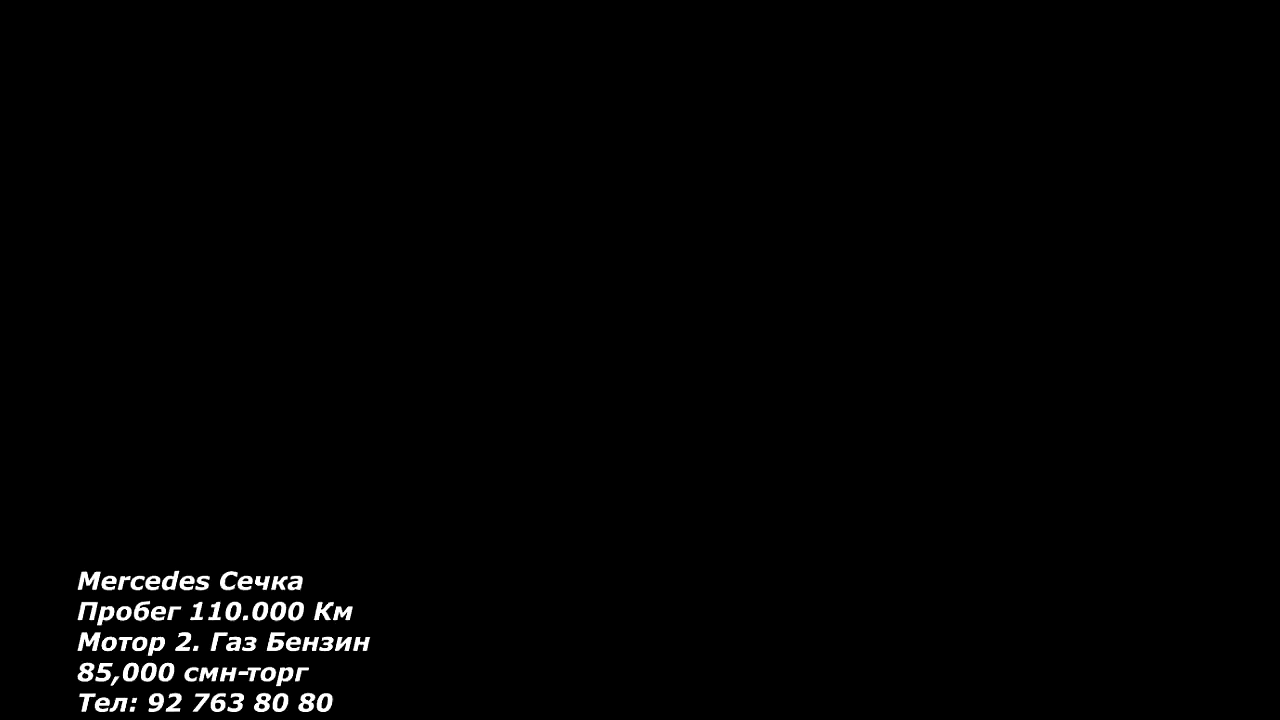 Mercedes Сечка
Пробег 110.000 Км
Мотор 2. Газ Бензин
85,000 смн-торг
Тел: 92 763 80 80